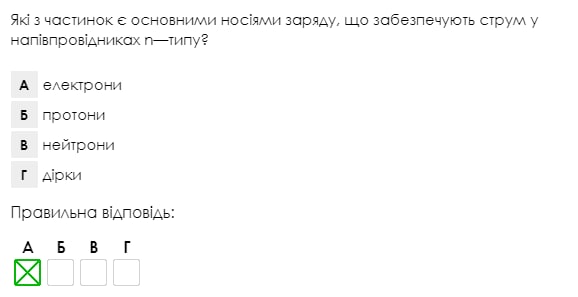 Які з частинок є основними носіями заряду, що забезпечують струм у
напівпровідниках n—типу?
А електрони
Б протони
В нейтрони
Г дірки
Правильна відповідь:
А Б В Г